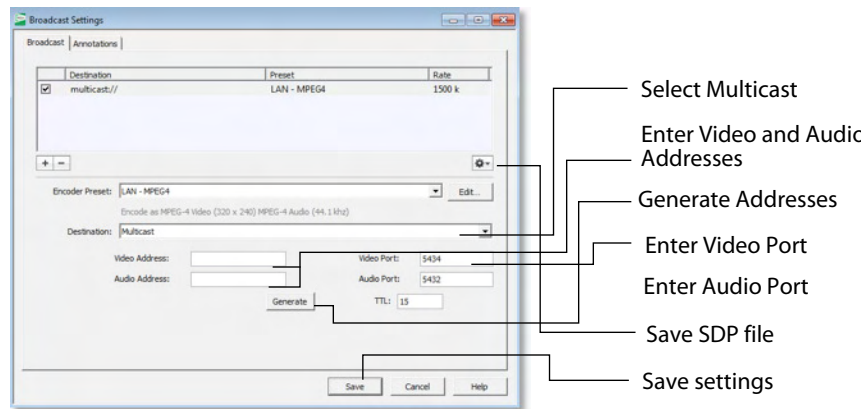 Broadcast Settings
Broadcast Annotations
Destination Preset Rate
multicast:// LAN - MPEG4 1500 k
+ -
Encoder Preset: LAN - MPEG4 Edit...
Encode as MPEG-4 Video (320 x 240) MPEG-4 Audio (44.1 khz)
Destination: Multicast
Video Address: Video Port: 5434
Audio Address: Audio Port: 5432
Generate TTL: 15
Save Cancel Help
Select Multicast
Enter Video and Audio
Addresses
Generate Addresses
Enter Video Port
Enter Audio Port
Save SDP file
Save settings